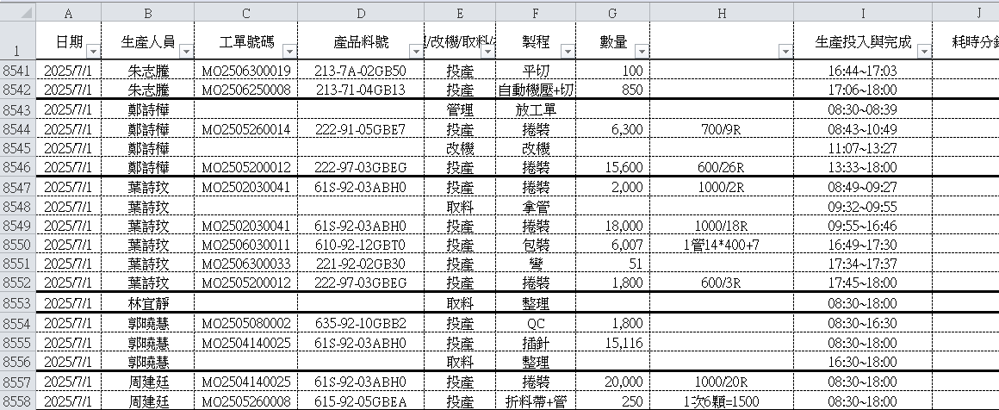 A B C D E F G H I J
1 日期 生產人員 工單號碼 產品料號 /改機/取料/ 製程 數量 生產投入與完成 耗時分鐘
8541 2025/7/1 朱志騰 MO2506300019 213-7A-02GB50 投產 平切 100 16:44~17:03
8542 2025/7/1 朱志騰 MO2506250008 213-71-04GB13 投產 自動機壓+切 850 17:06~18:00
8543 2025/7/1 鄭詩樺 管理 放工單 08:30~08:39
8544 2025/7/1 鄭詩樺 MO2505260014 222-91-05GBE7 投產 捲裝 6,300 700/9R 08:43~10:49
8545 2025/7/1 鄭詩樺 改機 改機 11:07~13:27
8546 2025/7/1 鄭詩樺 MO2505200012 222-97-03GBEG 投產 捲裝 15,600 600/26R 13:33~18:00
8547 2025/7/1 葉詩玟 MO2502030041 61S-92-03ABH0 投產 捲裝 2,000 1000/2R 08:49~09:27
8548 2025/7/1 葉詩玟 取料 拿管 09:32~09:55
8549 2025/7/1 葉詩玟 MO2502030041 61S-92-03ABH0 投產 捲裝 18,000 1000/18R 09:55~16:46
8550 2025/7/1 葉詩玟 MO2506030011 610-92-12GBT0 投產 包裝 6,007 1管14*400+7 16:49~17:30
8551 2025/7/1 葉詩玟 MO2506300033 221-92-02GB30 投產 彎 51 17:34~17:37
8552 2025/7/1 葉詩玟 MO2505200012 222-97-03GBEG 投產 捲裝 1,800 600/3R 17:45~18:00
8553 2025/7/1 林宜靜 取料 整理 08:30~18:00
8554 2025/7/1 郭曉慧 MO2505080002 635-92-10GBB2 投產 QC 1,800 08:30~16:30
8555 2025/7/1 郭曉慧 MO2504140025 61S-92-03ABH0 投產 插針 15,116 08:30~18:00
8556 2025/7/1 郭曉慧 取料 整理 16:30~18:00
8557 2025/7/1 周建廷 MO2504140025 61S-92-03ABH0 投產 捲裝 20,000 1000/20R 08:30~18:00
8558 2025/7/1 周建廷 MO2505260008 615-92-05GBEA 投產 折料帶+管 250 1次6顆=1500 08:30~18:00